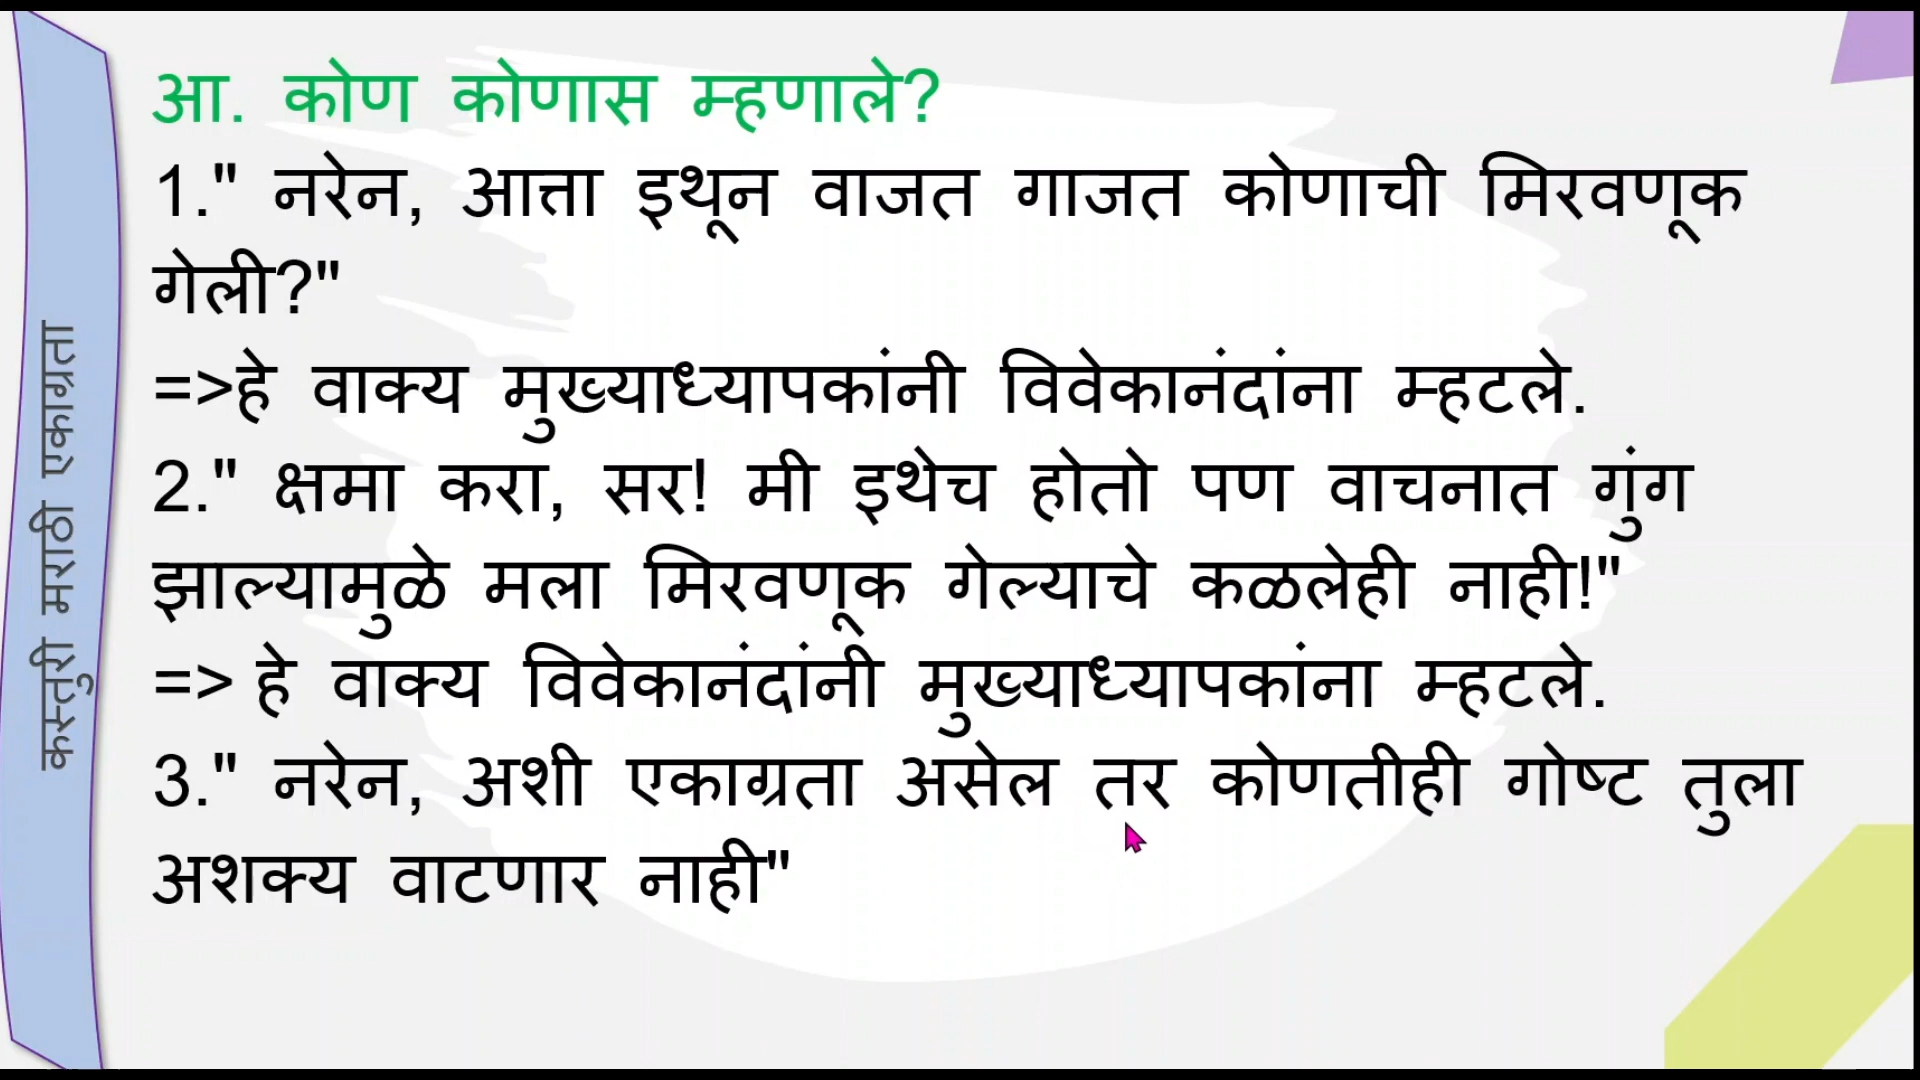 आ. कोण कोणास म्हणाले?
1." नरेन, आत्ता इथून वाजत गाजत कोणाची मिरवणूक
गेली?"
=>हे वाक्य मुख्याध्यापकांनी विवेकानंदांना म्हटले.
2." क्षमा करा, सर! मी इथेच होतो पण वाचनात गुंग
झाल्यामुळे मला मिरवणूक गेल्याचे कळलेही नाही!"
=> हे वाक्य विवेकानंदांनी मुख्याध्यापकांना म्हटले.
3." नरेन, अशी एकाग्रता असेल तर कोणतीही गोष्ट तुला
अशक्य वाटणार नाही"
कस्तुरी मराठी एकाग्रता